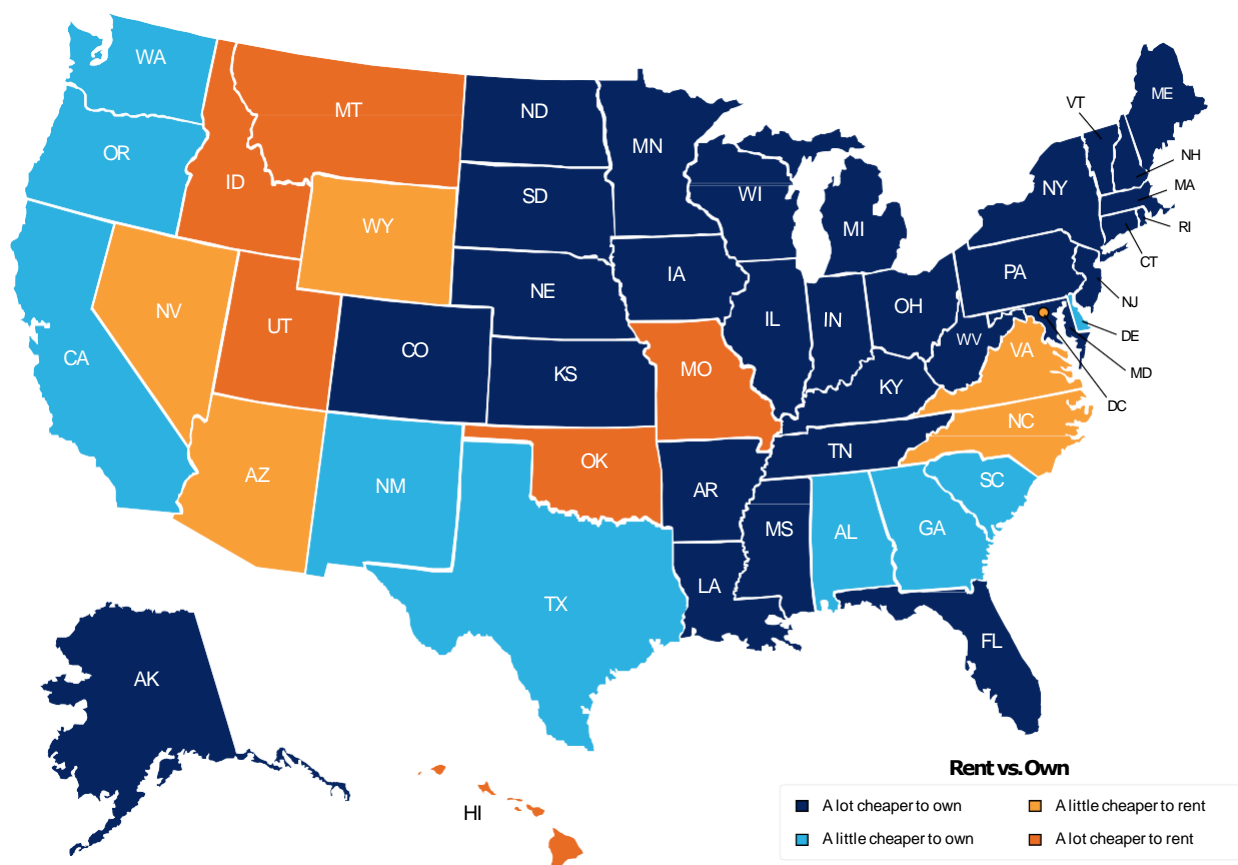 WA
ME
VT
MT
ND
MN
OR
NH
WI
ID
SD
NY
MA
WY
MI
RI
CT
IA
PA
NE
NJ
NV
OH
IL
IN
UT
DE
CO
WV
VA
CA
KS
MO
KY
MD
DC
NC
TN
OK
AZ
NM
SC
AR
MS
AL
GA
LA
TX
FL
AK
HI
Rent vs. Own
A lot cheaper to own
A little cheaper to rent
A little cheaper to own
A lot cheaper to rent